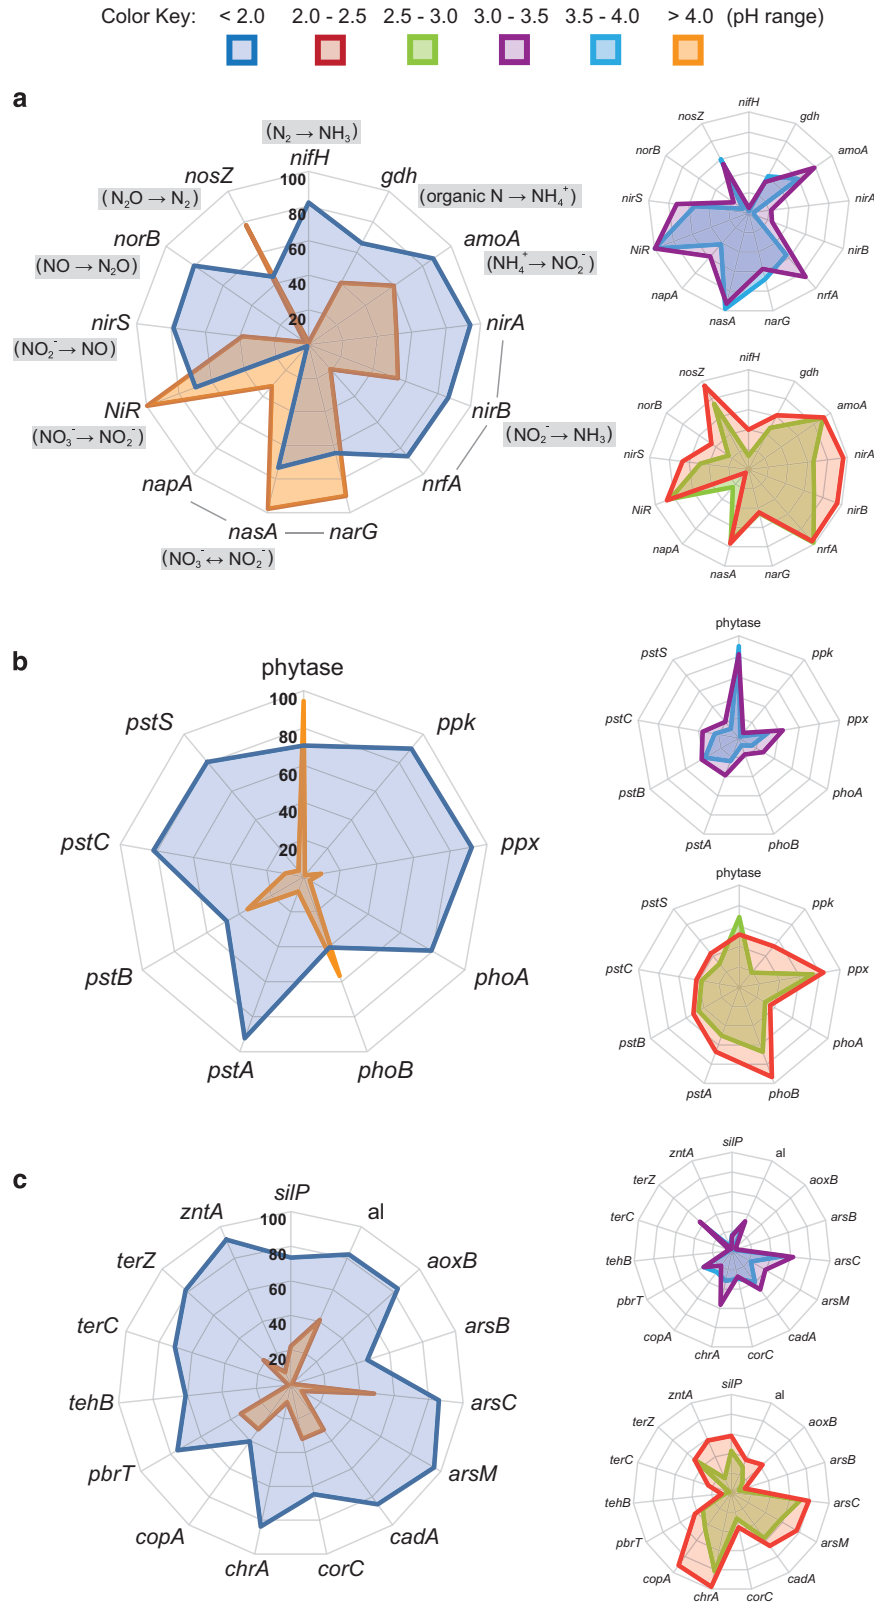 Color Key: < 2.0 2.0 - 2.5 2.5 - 3.0 3.0 - 3.5 3.5 - 4.0 > 4.0 (pH range)
a
(N₂ → NH₃)
nifH
100
80
60
40
20
gdh
(organic N → NH₄⁺)
amoA
(NH₄⁺→ NO₂⁻)
nirA
nirB
(NO₂⁻→ NH₃)
nrfA
narG
nasA
(NO₃⁻↔ NO₂⁻)
napA
NiR
(NO₃⁻→ NO₂⁻)
nirS
(NO₂⁻→ NO)
norB
(NO → N₂O)
nosZ
(N₂O → N₂)
nifH
gdh
amoA
nirA
nirB
nrfA
narG
nasA
napA
NiR
nirS
norB
nosZ
nifH
gdh
amoA
nirA
nirB
nrfA
narG
nasA
napA
NiR
nirS
norB
nosZ
b
phytase
100
80
60
40
20
ppk
ppx
phoA
phoB
pstA
pstB
pstC
pstS
phytase
ppk
ppx
phoA
phoB
pstA
pstB
pstC
pstS
phytase
ppk
ppx
phoA
phoB
pstA
pstB
pstC
pstS
c
silP
100
80
60
40
20
al
aoxB
arsB
arsC
arsM
cadA
corC
chrA
copA
pbrT
tehB
terC
terZ
zntA
silP
al
aoxB
arsB
arsC
arsM
cadA
corC
chrA
copA
pbrT
tehB
terC
terZ
zntA
silP
al
aoxB
arsB
arsC
arsM
cadA
corC
chrA
copA
pbrT
tehB
terC
terZ
zntA